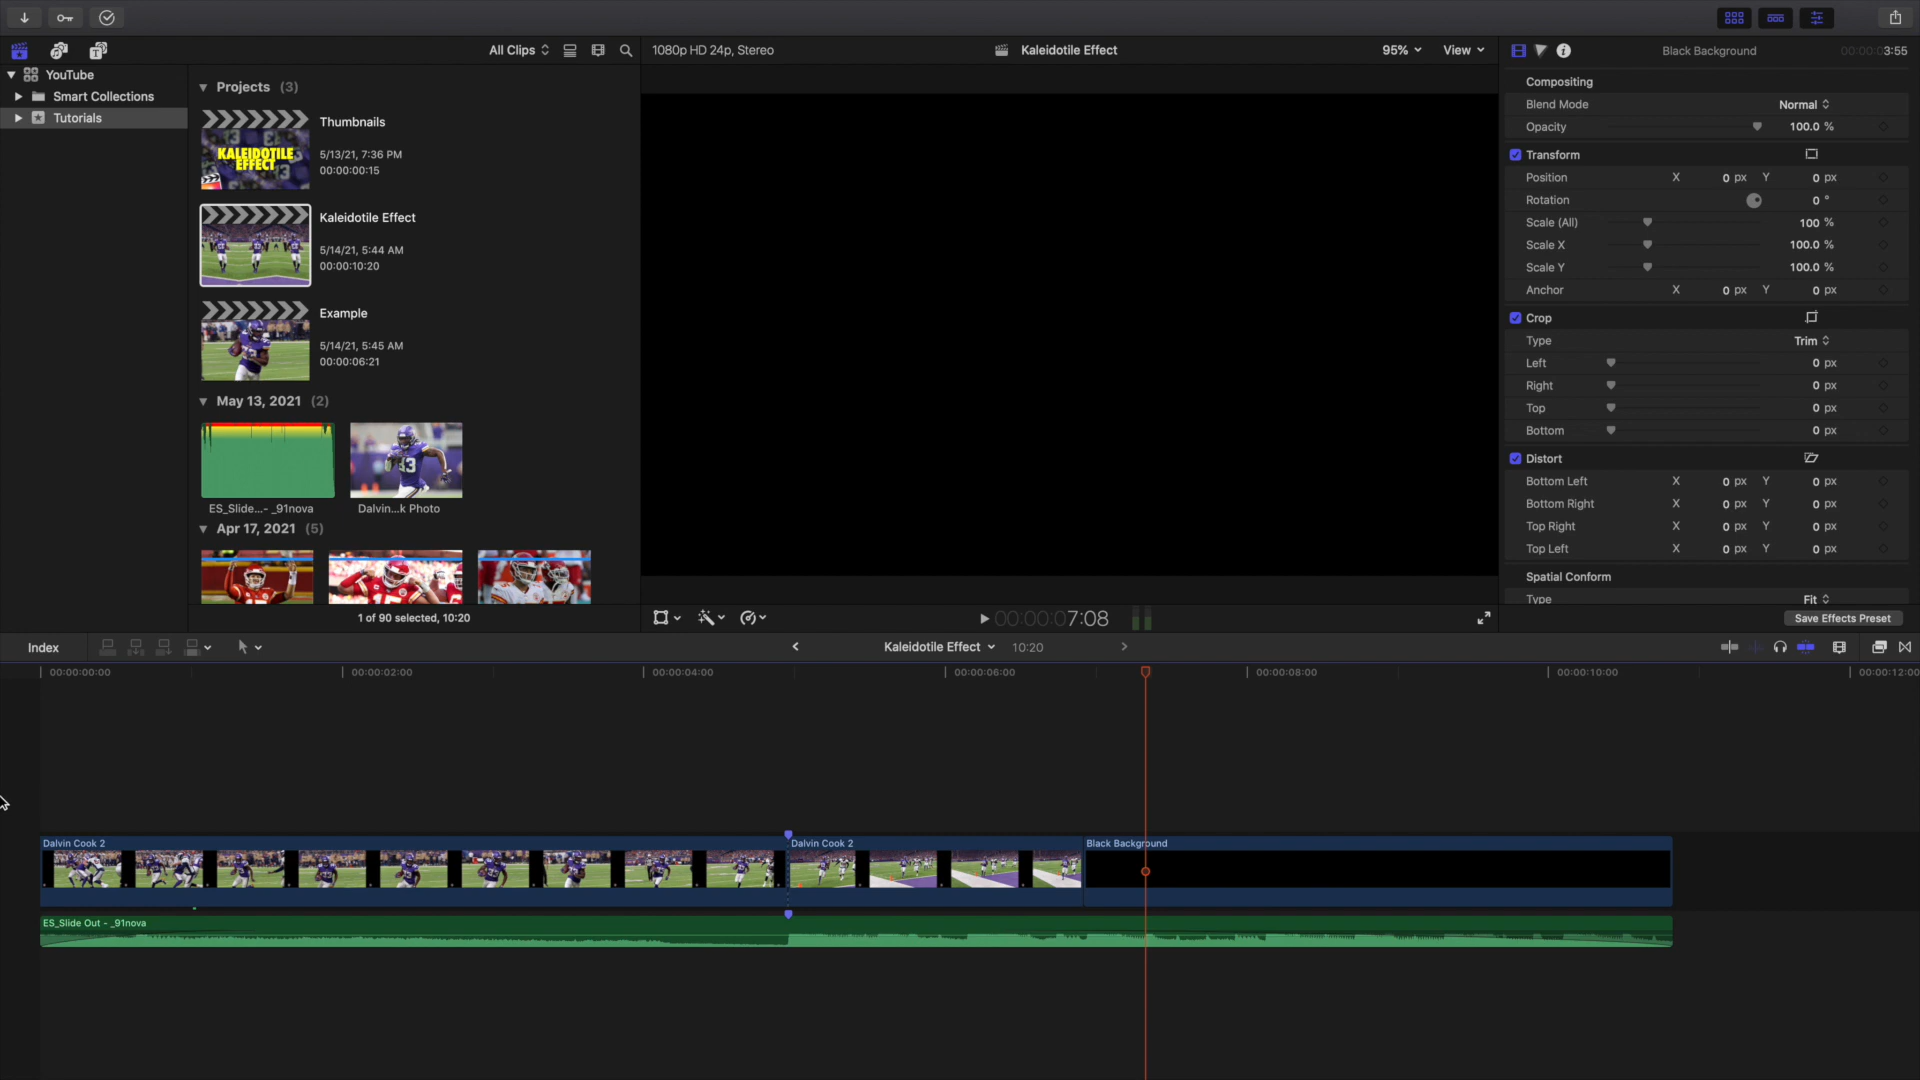 All Clips
1080p HD 24p, Stereo
Kaleidotile Effect
95%
View
Black Background
00:00:03:55
YouTube
Smart Collections
Tutorials
Projects (3)
KALEIDOTILE
EFFECT
Thumbnails
5/13/21, 7:36 PM
00:00:00:15
Kaleidotile Effect
5/14/21, 5:44 AM
00:00:10:20
Example
5/14/21, 5:45 AM
00:00:06:21
May 13, 2021 (2)
ES_Slide...- _91nova
Dalvin...k Photo
Apr 17, 2021 (5)
1 of 90 selected, 10:20
00:00:07:08
Compositing
Blend Mode Normal
Opacity 100.0 %
Transform
Position X 0 px Y 0 px
Rotation 0 °
Scale (All) 100 %
Scale X 100.0 %
Scale Y 100.0 %
Anchor X 0 px Y 0 px
Crop
Type Trim
Left 0 px
Right 0 px
Top 0 px
Bottom 0 px
Distort
Bottom Left X 0 px Y 0 px
Bottom Right X 0 px Y 0 px
Top Right X 0 px Y 0 px
Top Left X 0 px Y 0 px
Spatial Conform
Type Fit
Save Effects Preset
Index
Kaleidotile Effect 10:20
00:00:00:00 00:00:02:00 00:00:04:00 00:00:06:00 00:00:08:00 00:00:10:00 00:00:12:00
Dalvin Cook 2 Dalvin Cook 2 Black Background
ES_Slide Out - _91nova